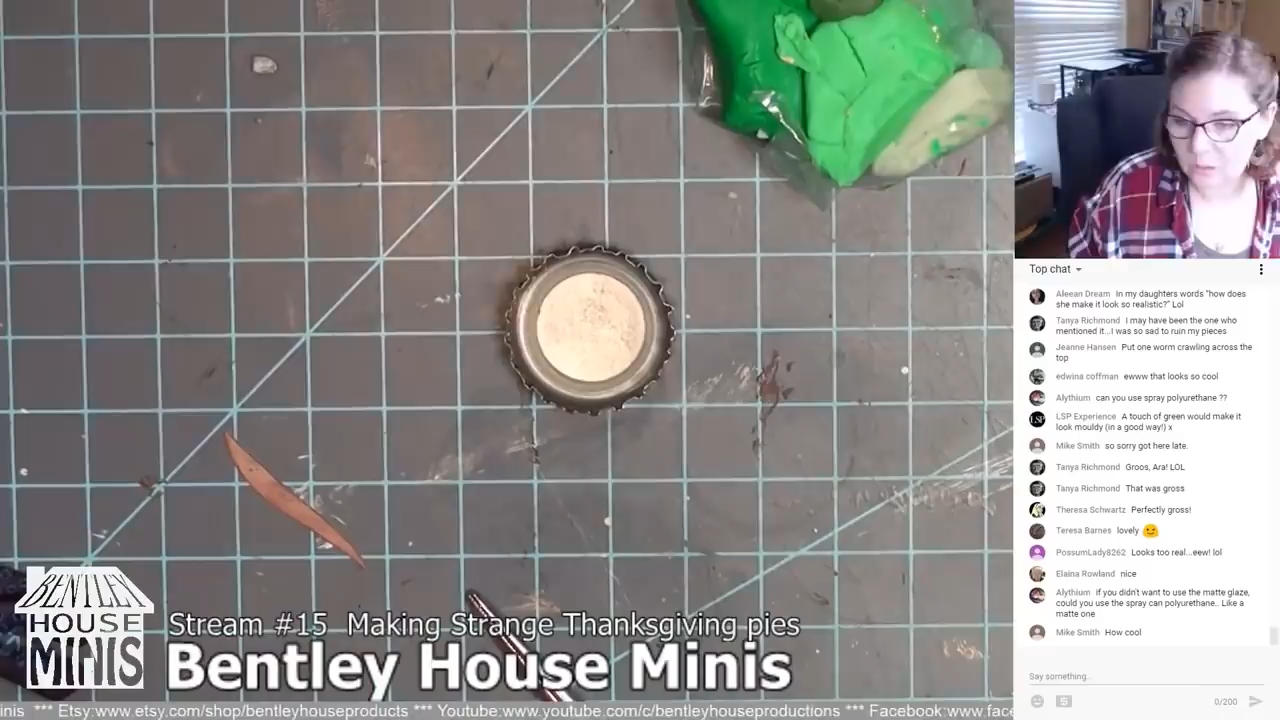 Top chat
Aleean Dream In my daughters words "how does
she make it look so realistic?" Lol
Tanya Richmond I may have been the one who
mentioned it...I was so sad to ruin my pieces
Jeanne Hansen Put one worm crawling across the
top
edwina coffman ewww that looks so cool
Alythium can you use spray polyurethane ??
LSP Experience A touch of green would make it
look mouldy (in a good way!) x
Mike Smith so sorry got here late.
Tanya Richmond Groos, Ara! LOL
Tanya Richmond That was gross
Theresa Schwartz Perfectly gross!
Teresa Barnes lovely
PossumLady8262 Looks too real...eew! lol
Elaina Rowland nice
Alythium if you didn't want to use the matte glaze,
could you use the spray can polyurethane.. Like a
matte one
Mike Smith How cool
Say something...
0/200
BENTLEY
HOUSE
MINIS
Stream #15 Making Strange Thanksgiving pies
Bentley House Minis
inis *** Etsy:www.etsy.com/shop/bentleyhouseproducts *** Youtube:www.youtube.com/c/bentleyhouseproductions *** Facebook:www.face